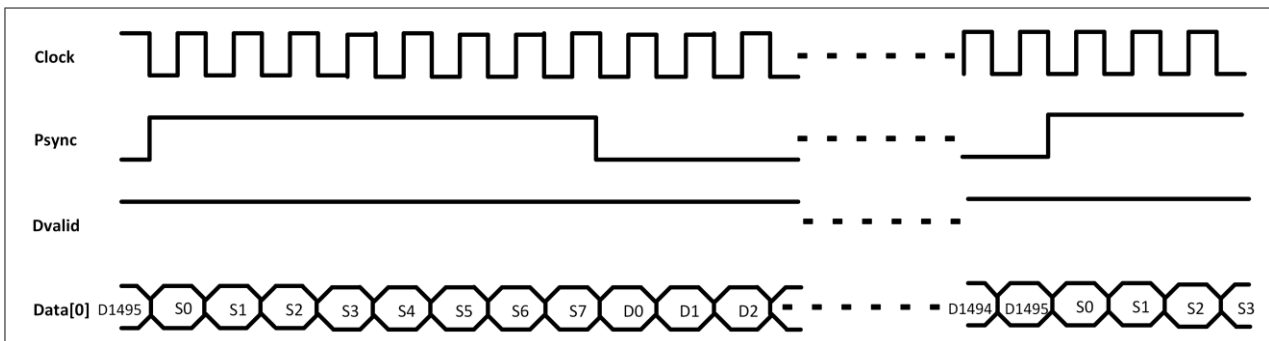 Clock
Psync
Dvalid
Data[0] D1495 S0 S1 S2 S3 S4 S5 S6 S7 D0 D1 D2 D1494 D1495 S0 S1 S2 S3